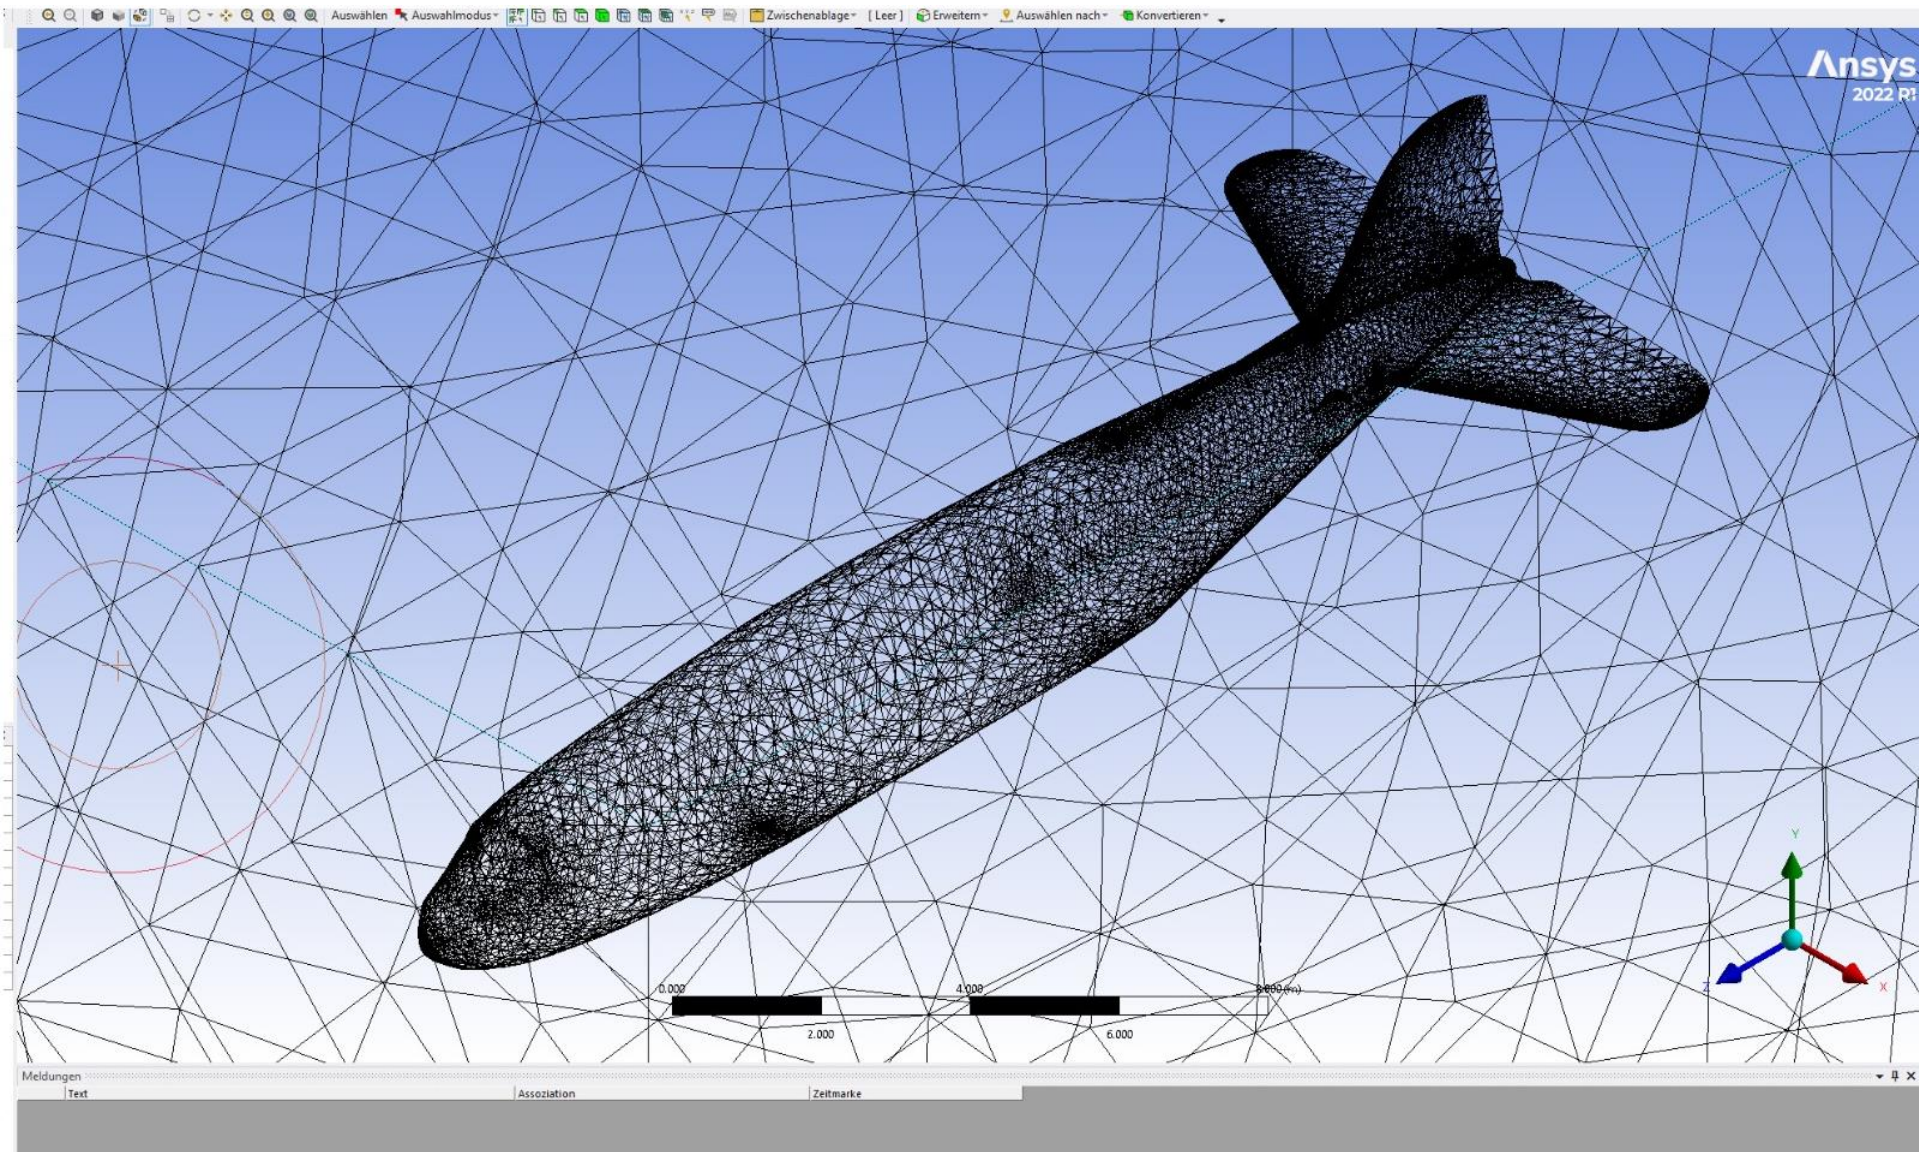 Auswählen Auswahlmodus Zwischenablage [ Leer ] Erweitern Auswählen nach Konvertieren
Ansys
2022 R1
Y
Z
X
0.000 4.000 8.000 (m)
2.000 6.000
Meldungen
Text Assoziation Zeitmarke